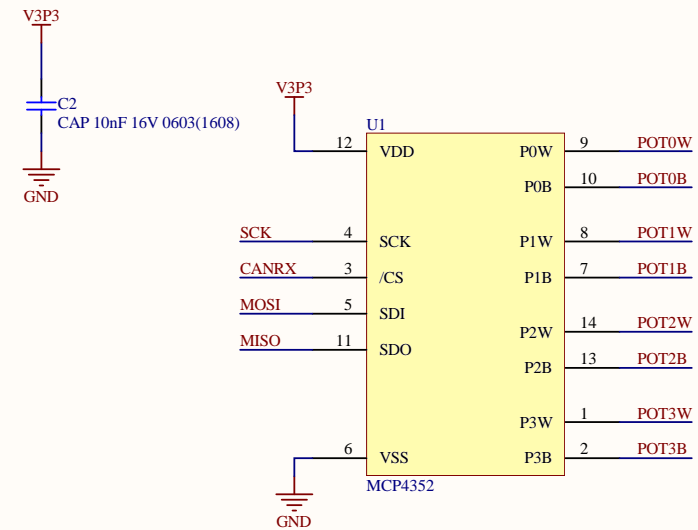 V3P3
C2
CAP 10nF 16V 0603(1608)
GND
V3P3
U1
12 VDD P0W 9 POT0W
P0B 10 POT0B
SCK 4 SCK P1W 8 POT1W
CANRX 3 /CS P1B 7 POT1B
MOSI 5 SDI
P2W 14 POT2W
MISO 11 SDO
P2B 13 POT2B
P3W 1 POT3W
6 VSS P3B 2 POT3B
MCP4352
GND